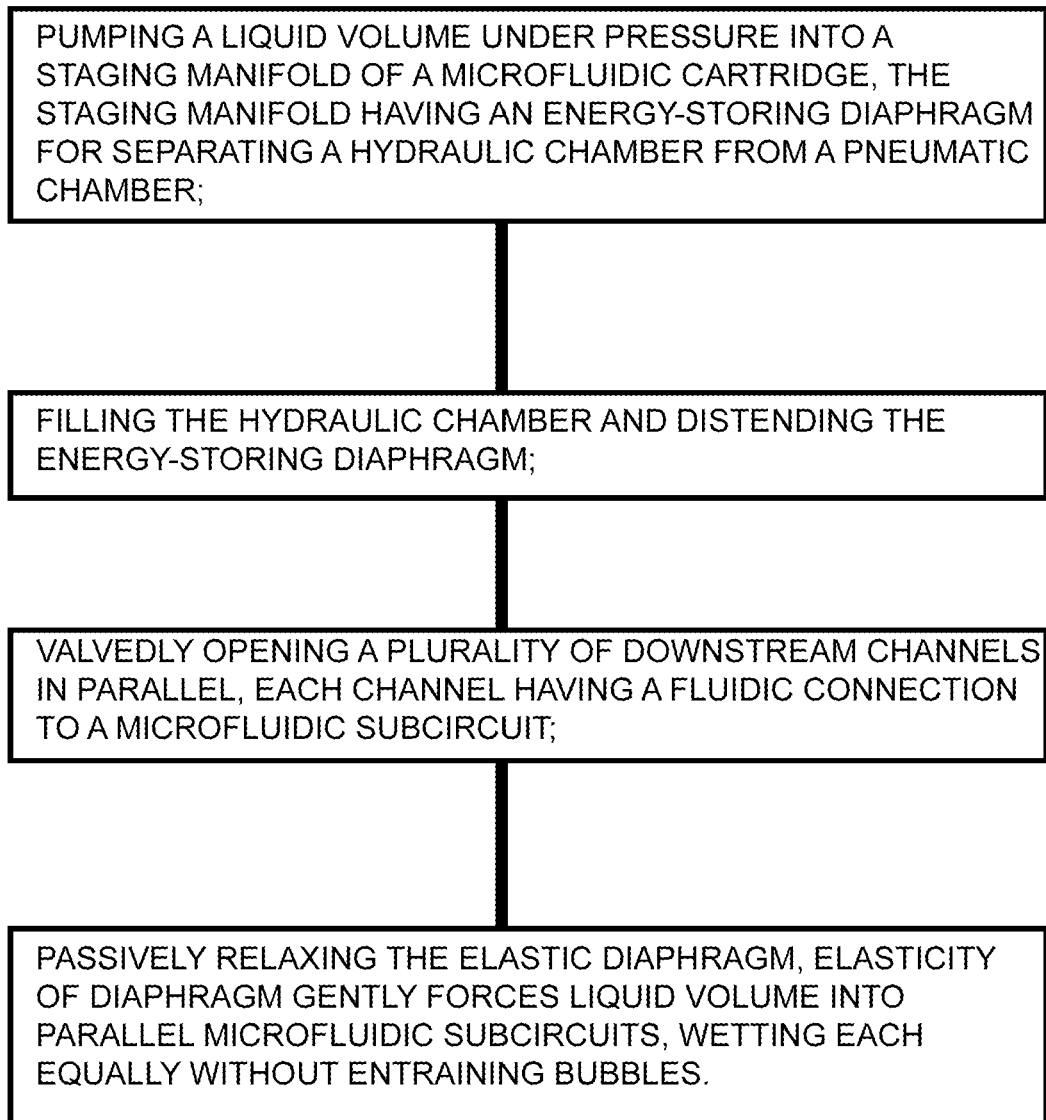 PUMPING A LIQUID VOLUME UNDER PRESSURE INTO A
STAGING MANIFOLD OF A MICROFLUIDIC CARTRIDGE, THE
STAGING MANIFOLD HAVING AN ENERGY-STORING DIAPHRAGM
FOR SEPARATING A HYDRAULIC CHAMBER FROM A PNEUMATIC
CHAMBER;
FILLING THE HYDRAULIC CHAMBER AND DISTENDING THE
ENERGY-STORING DIAPHRAGM;
VALVEDLY OPENING A PLURALITY OF DOWNSTREAM CHANNELS
IN PARALLEL, EACH CHANNEL HAVING A FLUIDIC CONNECTION
TO A MICROFLUIDIC SUBCIRCUIT;
PASSIVELY RELAXING THE ELASTIC DIAPHRAGM, ELASTICITY
OF DIAPHRAGM GENTLY FORCES LIQUID VOLUME INTO
PARALLEL MICROFLUIDIC SUBCIRCUITS, WETTING EACH
EQUALLY WITHOUT ENTRAINING BUBBLES.